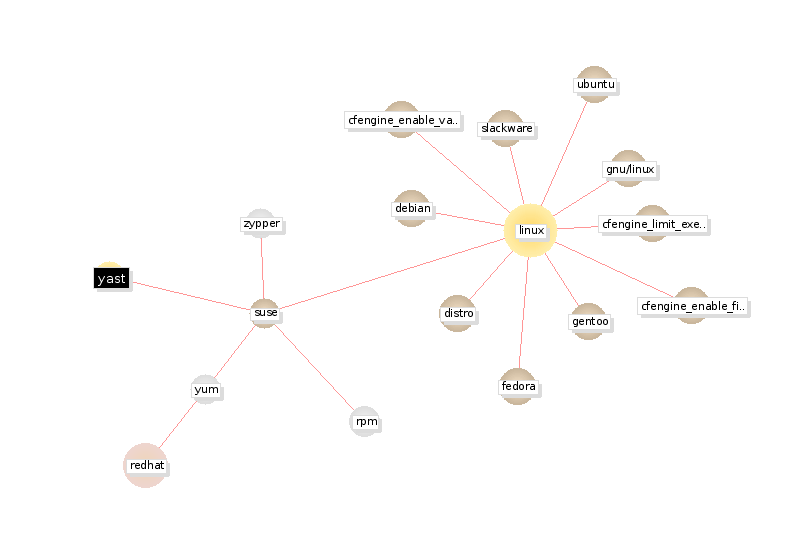 ubuntu
cfengine_enable_va..
slackware
gnu/linux
debian
zypper
cfengine_limit_exe..
linux
yast
cfengine_enable_fi..
suse
distro
gentoo
fedora
yum
rpm
redhat